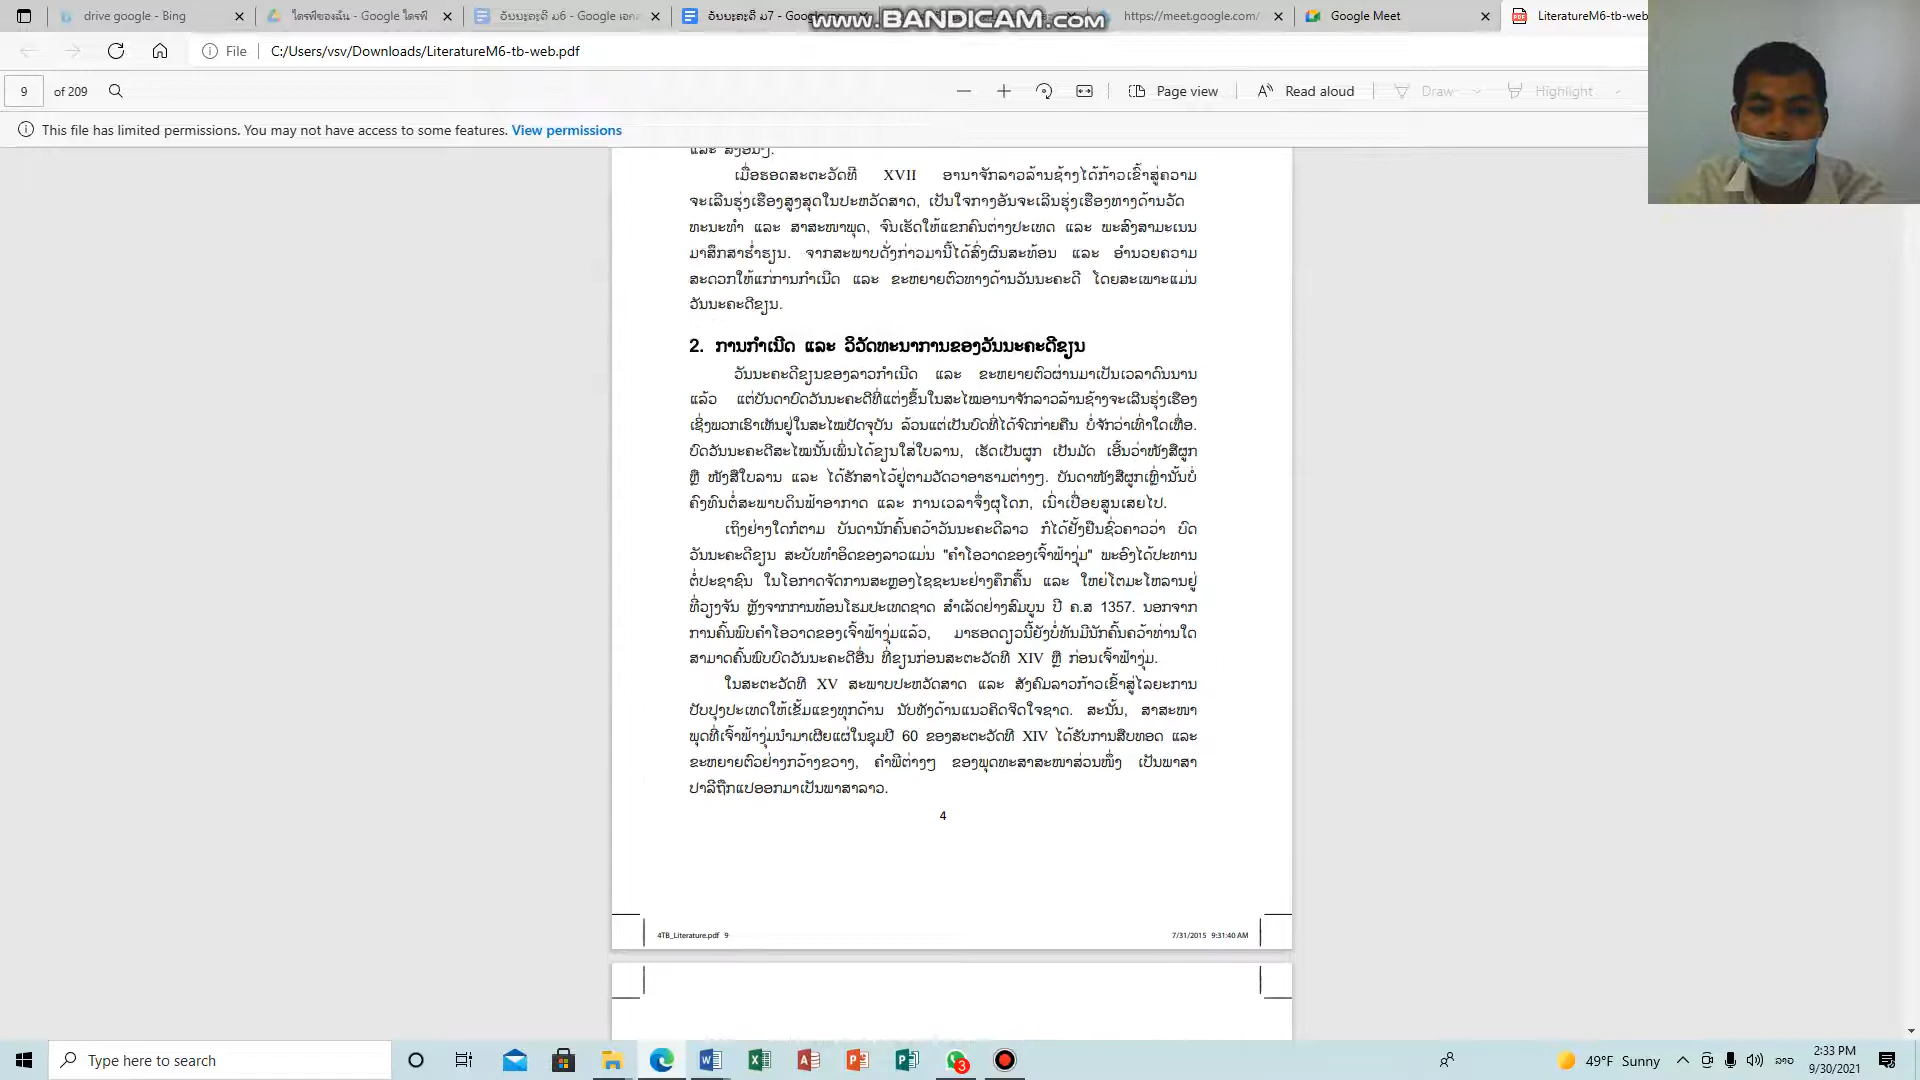 drive google - Bing
ໄດຣຟ໌ຂອງຂ້ອຍ - Google ໄດຣຟ໌
ວັນນະຄະດີ ມ6 - Google ເອກ
ວັນນະຄະດີ ມ7 - Goog
www.BANDICAM.com
https://meet.google.com/
Google Meet
LiteratureM6-tb-web
File
C:/Users/vsv/Downloads/LiteratureM6-tb-web.pdf
9 of 209
Page view
Read aloud
Draw
Highlight
This file has limited permissions. You may not have access to some features. View permissions
ແລະ ສິ່ງອື່ນໆ.
ເມື່ອຮອດສະຕະວັດທີ XVII ອານາຈັກລາວລ້ານຊ້າງໄດ້ກ້າວເຂົ້າສູ່ຄວາມ
ຈະເລີນຮຸ່ງເຮືອງສູງສຸດໃນປະຫວັດສາດ, ເປັນໃຈກາງອັນຈະເລີນຮຸ່ງເຮືອງທາງດ້ານວັດ
ທະນະທຳ ແລະ ສາສະໜາພຸດ, ຈົນເຮັດໃຫ້ແຂກຄົນຕ່າງປະເທດ ແລະ ພະສົງສາມະເນນ
ມາສຶກສາຮ່ຳຮຽນ. ຈາກສະພາບດັ່ງກ່າວມານີ້ໄດ້ສົ່ງຜົນສະທ້ອນ ແລະ ອຳນວຍຄວາມ
ສະດວກໃຫ້ແກ່ການກຳເນີດ ແລະ ຂະຫຍາຍຕົວທາງດ້ານວັນນະຄະດີ ໂດຍສະເພາະແມ່ນ
ວັນນະຄະດີຂຽນ.
2. ການກຳເນີດ ແລະ ວິວັດທະນາການຂອງວັນນະຄະດີຂຽນ
ວັນນະຄະດີຂຽນຂອງລາວກຳເນີດ ແລະ ຂະຫຍາຍຕົວຜ່ານມາເປັນເວລາດົນນານ
ແລ້ວ ແຕ່ບັນດາບົດວັນນະຄະດີທີ່ແຕ່ງຂຶ້ນໃນສະໄໝອານາຈັກລາວລ້ານຊ້າງຈະເລີນຮຸ່ງເຮືອງ
ເຊິ່ງພວກເຮົາເຫັນຢູ່ໃນສະໄໝປັດຈຸບັນ ລ້ວນແຕ່ເປັນບົດທີ່ໄດ້ຈົດກ່າຍຄືນ ບໍ່ຈັກວ່າເທົ່າໃດເທື່ອ.
ບົດວັນນະຄະດີສະໄໝນັ້ນເພິ່ນໄດ້ຂຽນໃສ່ໃບລານ, ເຮັດເປັນຜູກ ເປັນມັດ ເອີ້ນວ່າໜັງສືຜູກ
ຫຼື ໜັງສືໃບລານ ແລະ ໄດ້ຮັກສາໄວ້ຢູ່ຕາມວັດວາອາຮາມຕ່າງໆ. ບັນດາໜັງສືຜູກເຫຼົ່ານັ້ນບໍ່
ຄົງທົນຕໍ່ສະພາບດິນຟ້າອາກາດ ແລະ ການເວລາຈຶ່ງຜຸໂດກ, ເນົ່າເປື່ອຍສູນເສຍໄປ.
ເຖິງຢ່າງໃດກໍຕາມ ບັນດານັກຄົ້ນຄວ້າວັນນະຄະດີລາວ ກໍໄດ້ຢັ້ງຢືນຊົ່ວຄາວວ່າ ບົດ
ວັນນະຄະດີຂຽນ ສະບັບທຳອິດຂອງລາວແມ່ນ "ຄຳໂອວາດຂອງເຈົ້າຟ້າງຸ່ມ" ພະອົງໄດ້ປະທານ
ຕໍ່ປະຊາຊົນ ໃນໂອກາດຈັດການສະຫຼອງໄຊຊະນະຢ່າງຄຶກຄື້ນ ແລະ ໃຫຍ່ໂຕມະໂຫລານຢູ່
ທີ່ວຽງຈັນ ຫຼັງຈາກການທ້ອນໂຮມປະເທດຊາດ ສຳເລັດຢ່າງສົມບູນ ປີ ຄ.ສ 1357. ນອກຈາກ
ການຄົ້ນພົບຄຳໂອວາດຂອງເຈົ້າຟ້າງຸ່ມແລ້ວ, ມາຮອດດຽວນີ້ຍັງບໍ່ທັນມີນັກຄົ້ນຄວ້າທ່ານໃດ
ສາມາດຄົ້ນພົບບົດວັນນະຄະດີອື່ນ ທີ່ຂຽນກ່ອນສະຕະວັດທີ XIV ຫຼື ກ່ອນເຈົ້າຟ້າງຸ່ມ.
ໃນສະຕະວັດທີ XV ສະພາບປະຫວັດສາດ ແລະ ສັງຄົມລາວກ້າວເຂົ້າສູ່ໄລຍະການ
ປັບປຸງປະເທດໃຫ້ເຂັ້ມແຂງທຸກດ້ານ ນັບທັງດ້ານແນວຄິດຈິດໃຈຊາດ. ສະນັ້ນ, ສາສະໜາ
ພຸດທີ່ເຈົ້າຟ້າງຸ່ມນຳມາເຜີຍແຜ່ໃນຊຸມປີ 60 ຂອງສະຕະວັດທີ XIV ໄດ້ຮັບການສືບທອດ ແລະ
ຂະຫຍາຍຕົວຢ່າງກວ້າງຂວາງ, ຄຳພີຕ່າງໆ ຂອງພຸດທະສາສະໜາສ່ວນໜຶ່ງ ເປັນພາສາ
ປາລີຖືກແປອອກມາເປັນພາສາລາວ.
4
4TB_Literature.pdf 9
7/31/2015 9:31:40 AM
Type here to search
3
49°F Sunny
ລາວ
2:33 PM
9/30/2021